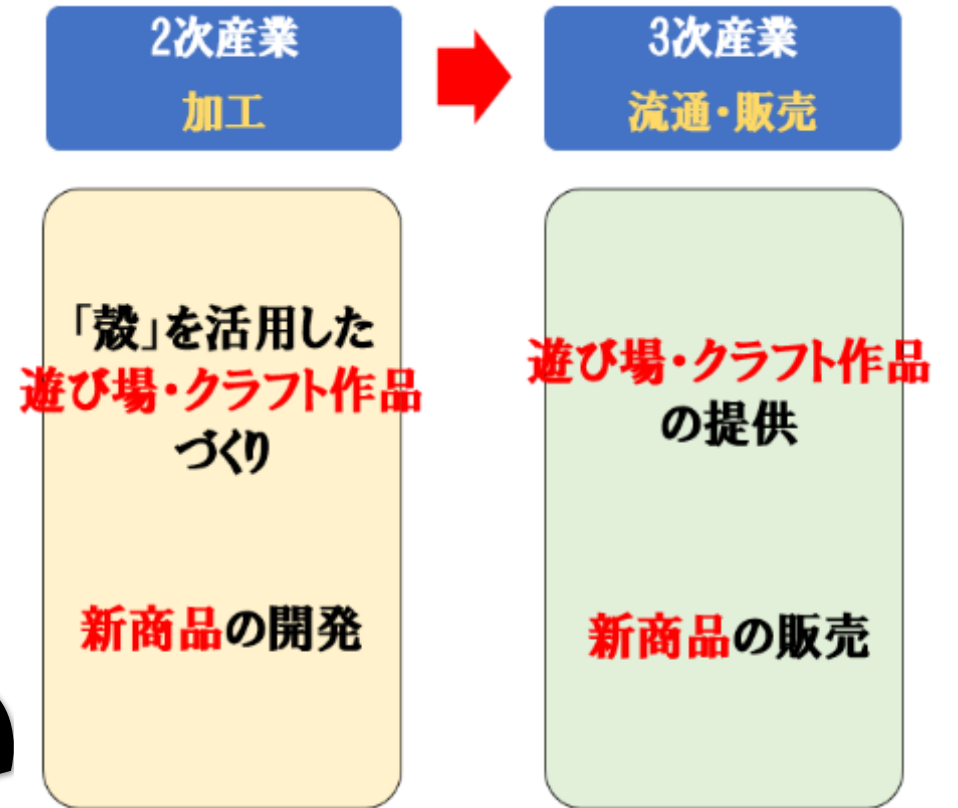 2次産業
加工
3次産業
流通・販売
「殻」を活用した
遊び場・クラフト作品
づくり
新商品の開発
遊び場・クラフト作品
の提供
新商品の販売